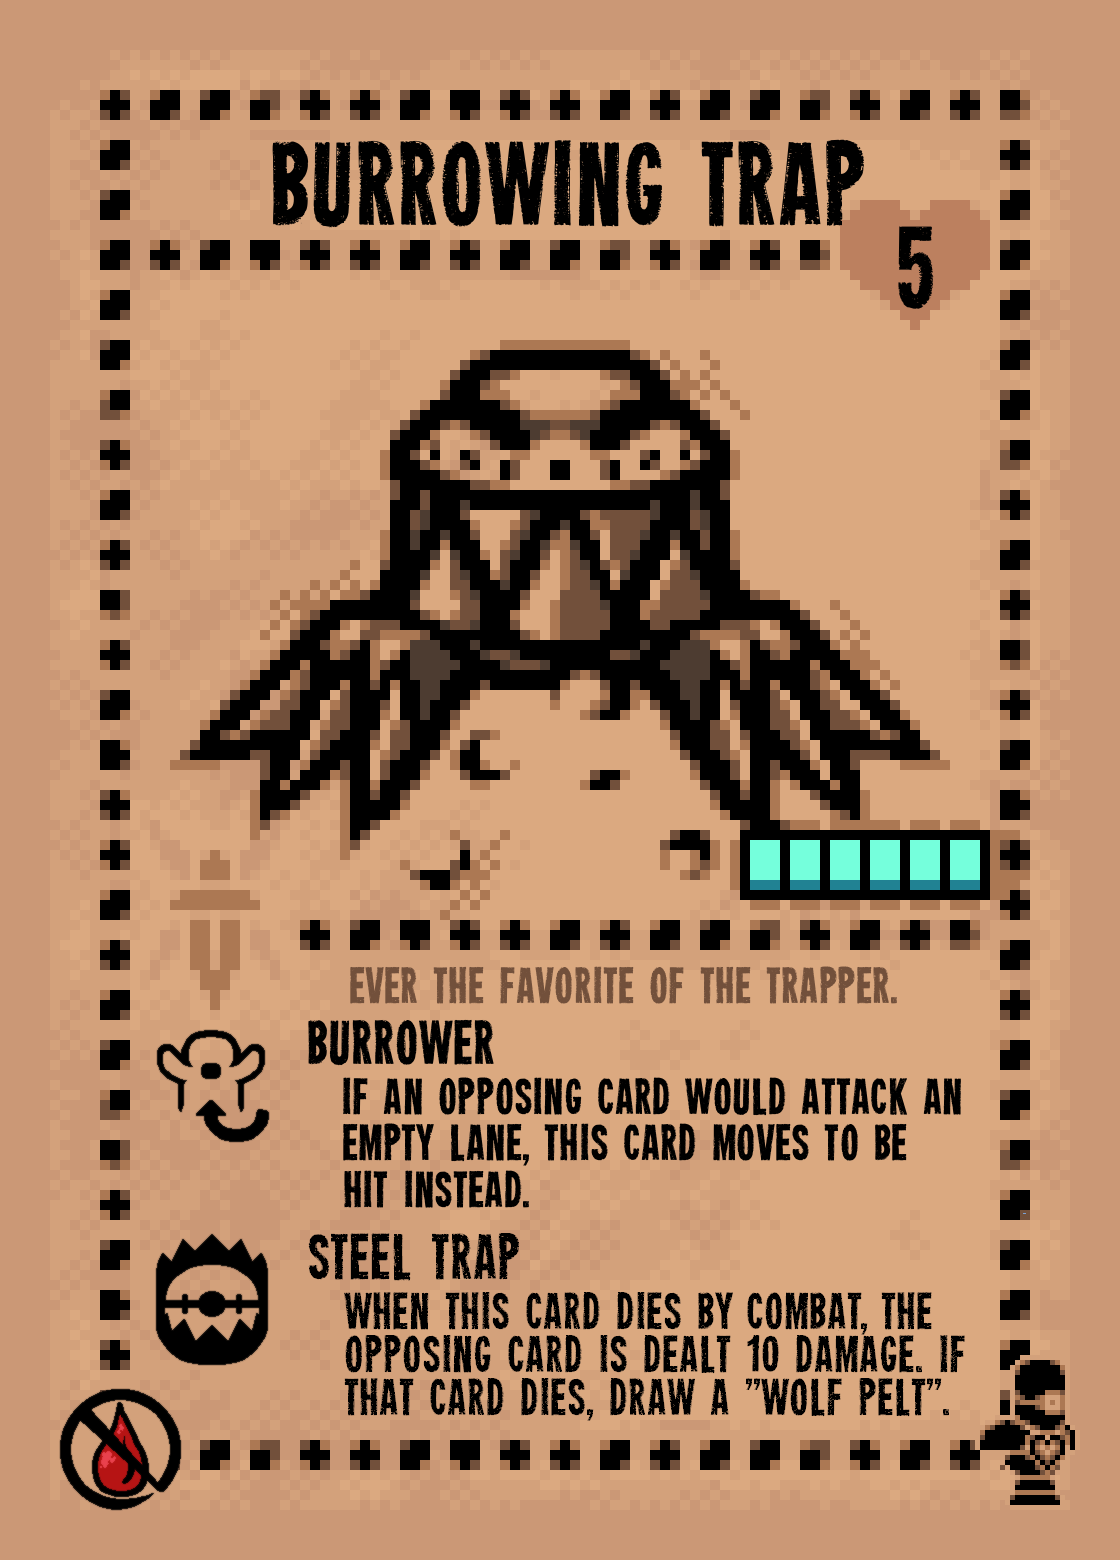 BURROWING TRAP
5
EVER THE FAVORITE OF THE TRAPPER.
BURROWER
IF AN OPPOSING CARD WOULD ATTACK AN
EMPTY LANE, THIS CARD MOVES TO BE
HIT INSTEAD.
STEEL TRAP
WHEN THIS CARD DIES BY COMBAT, THE
OPPOSING CARD IS DEALT 10 DAMAGE. IF
THAT CARD DIES, DRAW A "WOLF PELT".